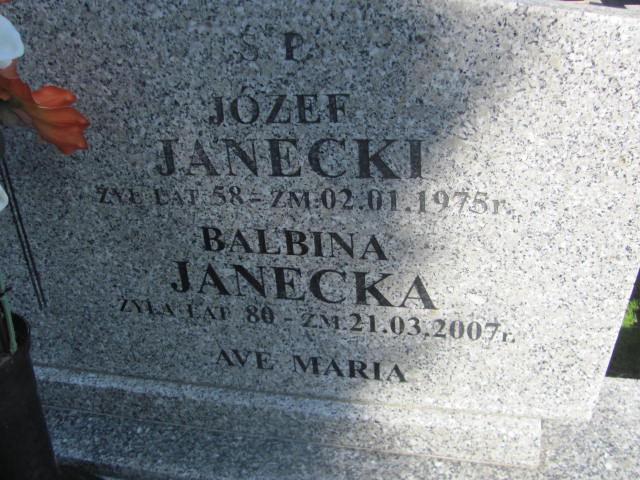 Ś P
JÓZEF
JANECKI
ŻYŁ LAT 58 - ZM.02.01.1975r.
BALBINA
JANECKA
ŻYŁA LAT 80 - ZM.21.03.2007r.
AVE MARIA